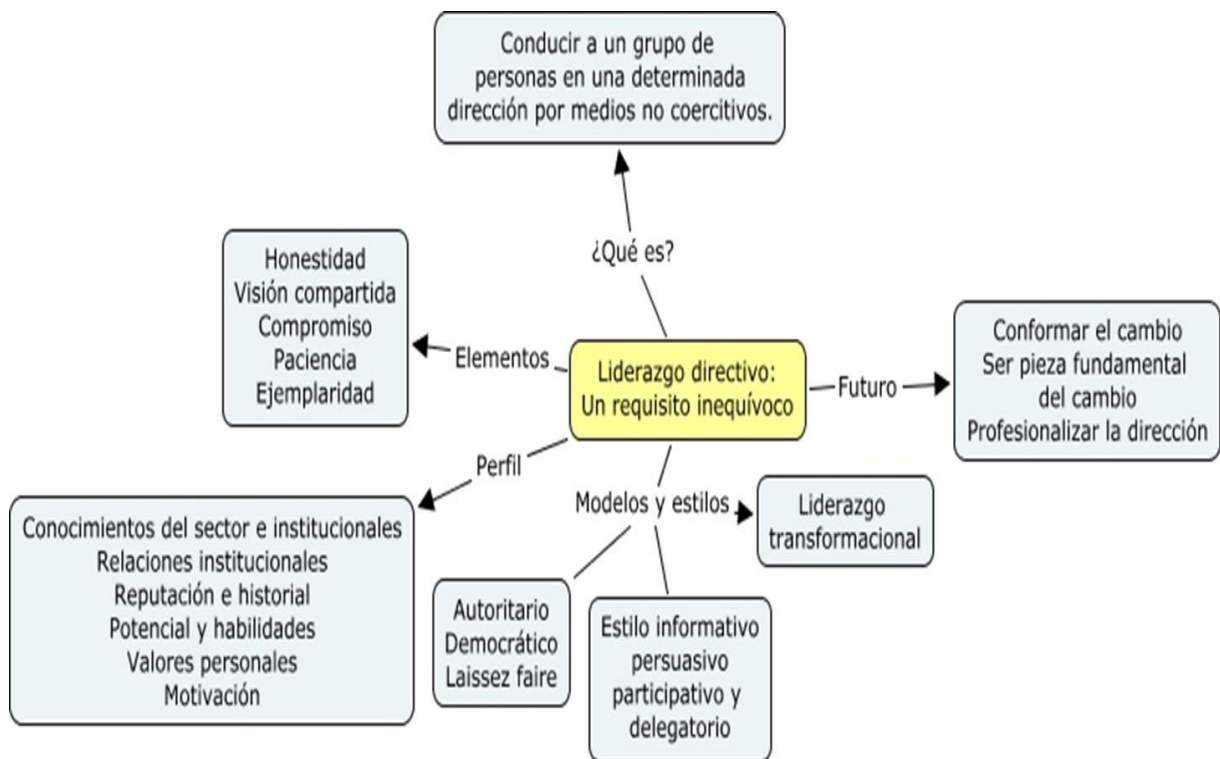 Conducir a un grupo de
personas en una determinada
dirección por medios no coercitivos.
¿Qué es?
Honestidad
Visión compartida
Compromiso
Paciencia
Ejemplaridad
Elementos
Liderazgo directivo:
Un requisito inequívoco
Futuro
Conformar el cambio
Ser pieza fundamental
del cambio
Profesionalizar la dirección
Perfil
Conocimientos del sector e institucionales
Relaciones institucionales
Reputación e historial
Potencial y habilidades
Valores personales
Motivación
Modelos y estilos
Liderazgo
transformacional
Autoritario
Democrático
Laissez faire
Estilo informativo
persuasivo
participativo y
delegatorio